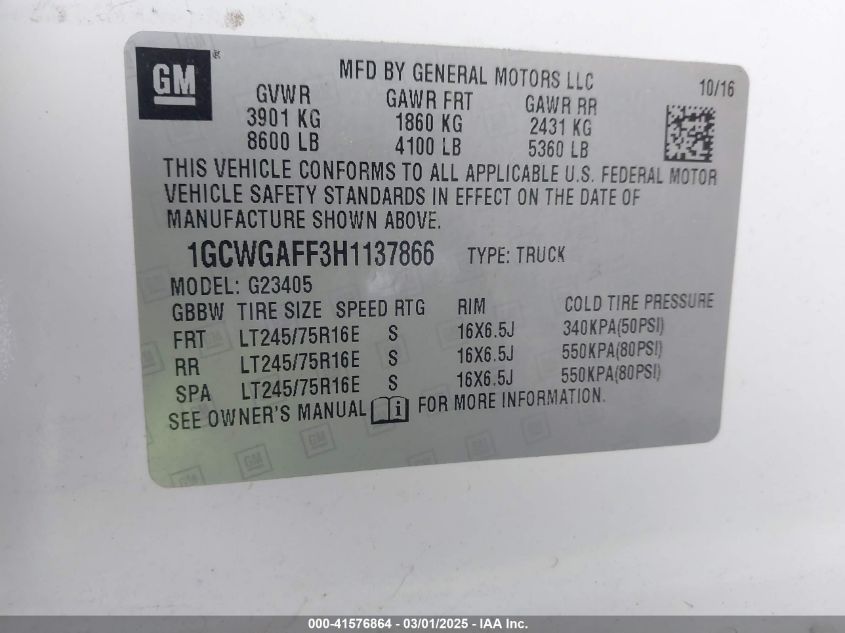 GM
MFD BY GENERAL MOTORS LLC
10/16
GVWR GAWR FRT GAWR RR
3901 KG 1860 KG 2431 KG
8600 LB 4100 LB 5360 LB
THIS VEHICLE CONFORMS TO ALL APPLICABLE U.S. FEDERAL MOTOR
VEHICLE SAFETY STANDARDS IN EFFECT ON THE DATE OF
MANUFACTURE SHOWN ABOVE.
1GCWGAFF3H1137866 TYPE: TRUCK
MODEL: G23405
GBBW TIRE SIZE SPEED RTG RIM COLD TIRE PRESSURE
FRT LT245/75R16E S 16X6.5J 340KPA(50PSI)
RR LT245/75R16E S 16X6.5J 550KPA(80PSI)
SPA LT245/75R16E S 16X6.5J 550KPA(80PSI)
SEE OWNER'S MANUAL i FOR MORE INFORMATION.
000-41576864 / 03/01/2025 - IAA Inc.